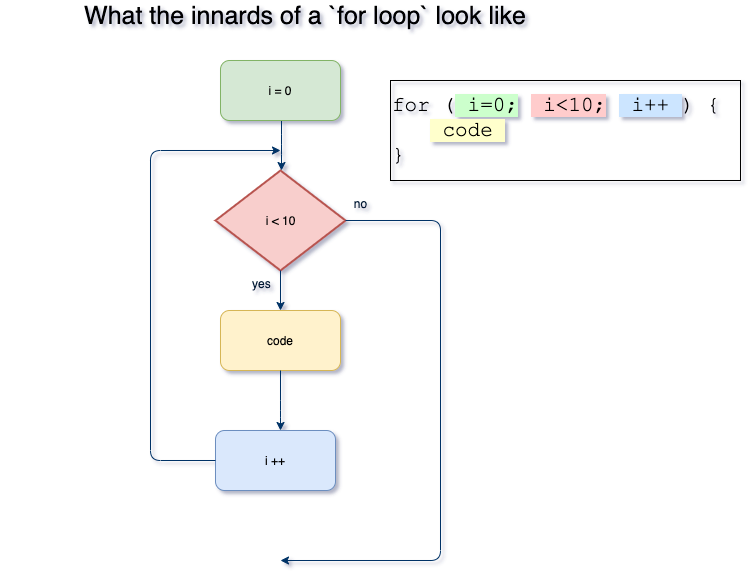 What the innards of a `for loop` look like
i = 0
for ( i=0; i<10; i++ ) {
code
}
i < 10
no
yes
code
i ++